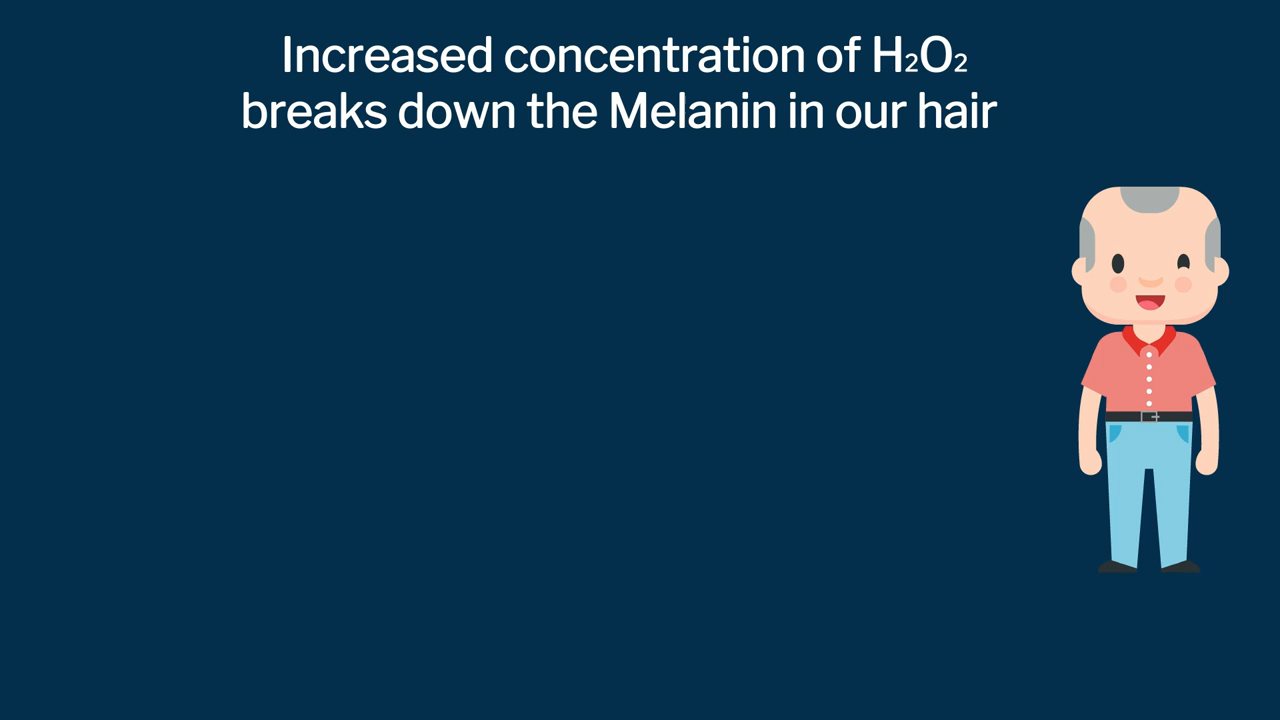 Increased concentration of H₂O₂
breaks down the Melanin in our hair